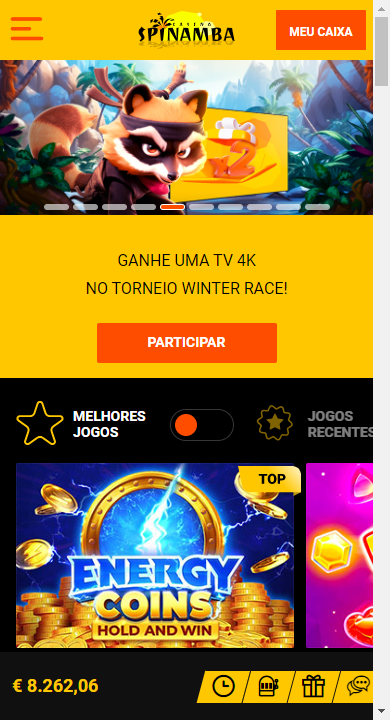 CASINO
SPINAMBA
MEU CAIXA
x2
GANHE UMA TV 4K
NO TORNEIO WINTER RACE!
PARTICIPAR
MELHORES
JOGOS
JOGOS
RECENTES
TOP
ENERGY
COINS
HOLD AND WIN
€ 8.262,06